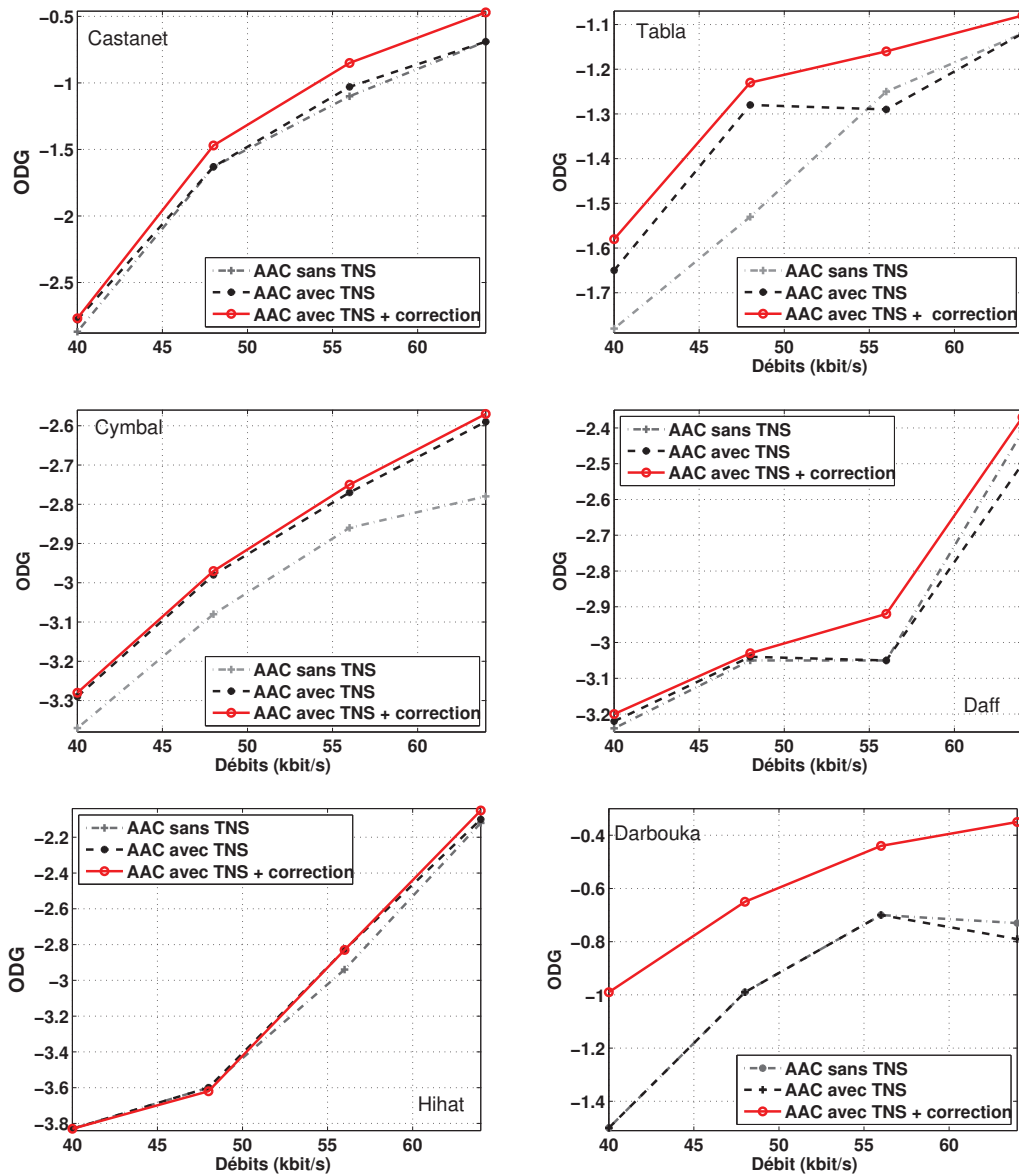 Castanet
−0.5
−1
−1.5
−2
−2.5
ODG
AAC sans TNS
AAC avec TNS
AAC avec TNS + correction
40 45 50 55 60
Débits (kbit/s)
Tabla
−1.1
−1.2
−1.3
−1.4
−1.5
−1.6
−1.7
ODG
AAC sans TNS
AAC avec TNS
AAC avec TNS + correction
40 45 50 55 60
Débits (kbit/s)
Cymbal
−2.6
−2.7
−2.8
−2.9
−3
−3.1
−3.2
−3.3
ODG
AAC sans TNS
AAC avec TNS
AAC avec TNS + correction
40 45 50 55 60
Débits (kbit/s)
AAC sans TNS
AAC avec TNS
AAC avec TNS + correction
−2.4
−2.5
−2.6
−2.7
−2.8
−2.9
−3
−3.1
−3.2
ODG
Daff
40 45 50 55 60
Débits (kbit/s)
AAC sans TNS
AAC avec TNS
AAC avec TNS + correction
−2.2
−2.4
−2.6
−2.8
−3
−3.2
−3.4
−3.6
−3.8
ODG
Hihat
40 45 50 55 60
Débits (kbit/s)
Darbouka
−0.4
−0.6
−0.8
−1
−1.2
−1.4
ODG
AAC sans TNS
AAC avec TNS
AAC avec TNS + correction
40 45 50 55 60
Débits (kbit/s)